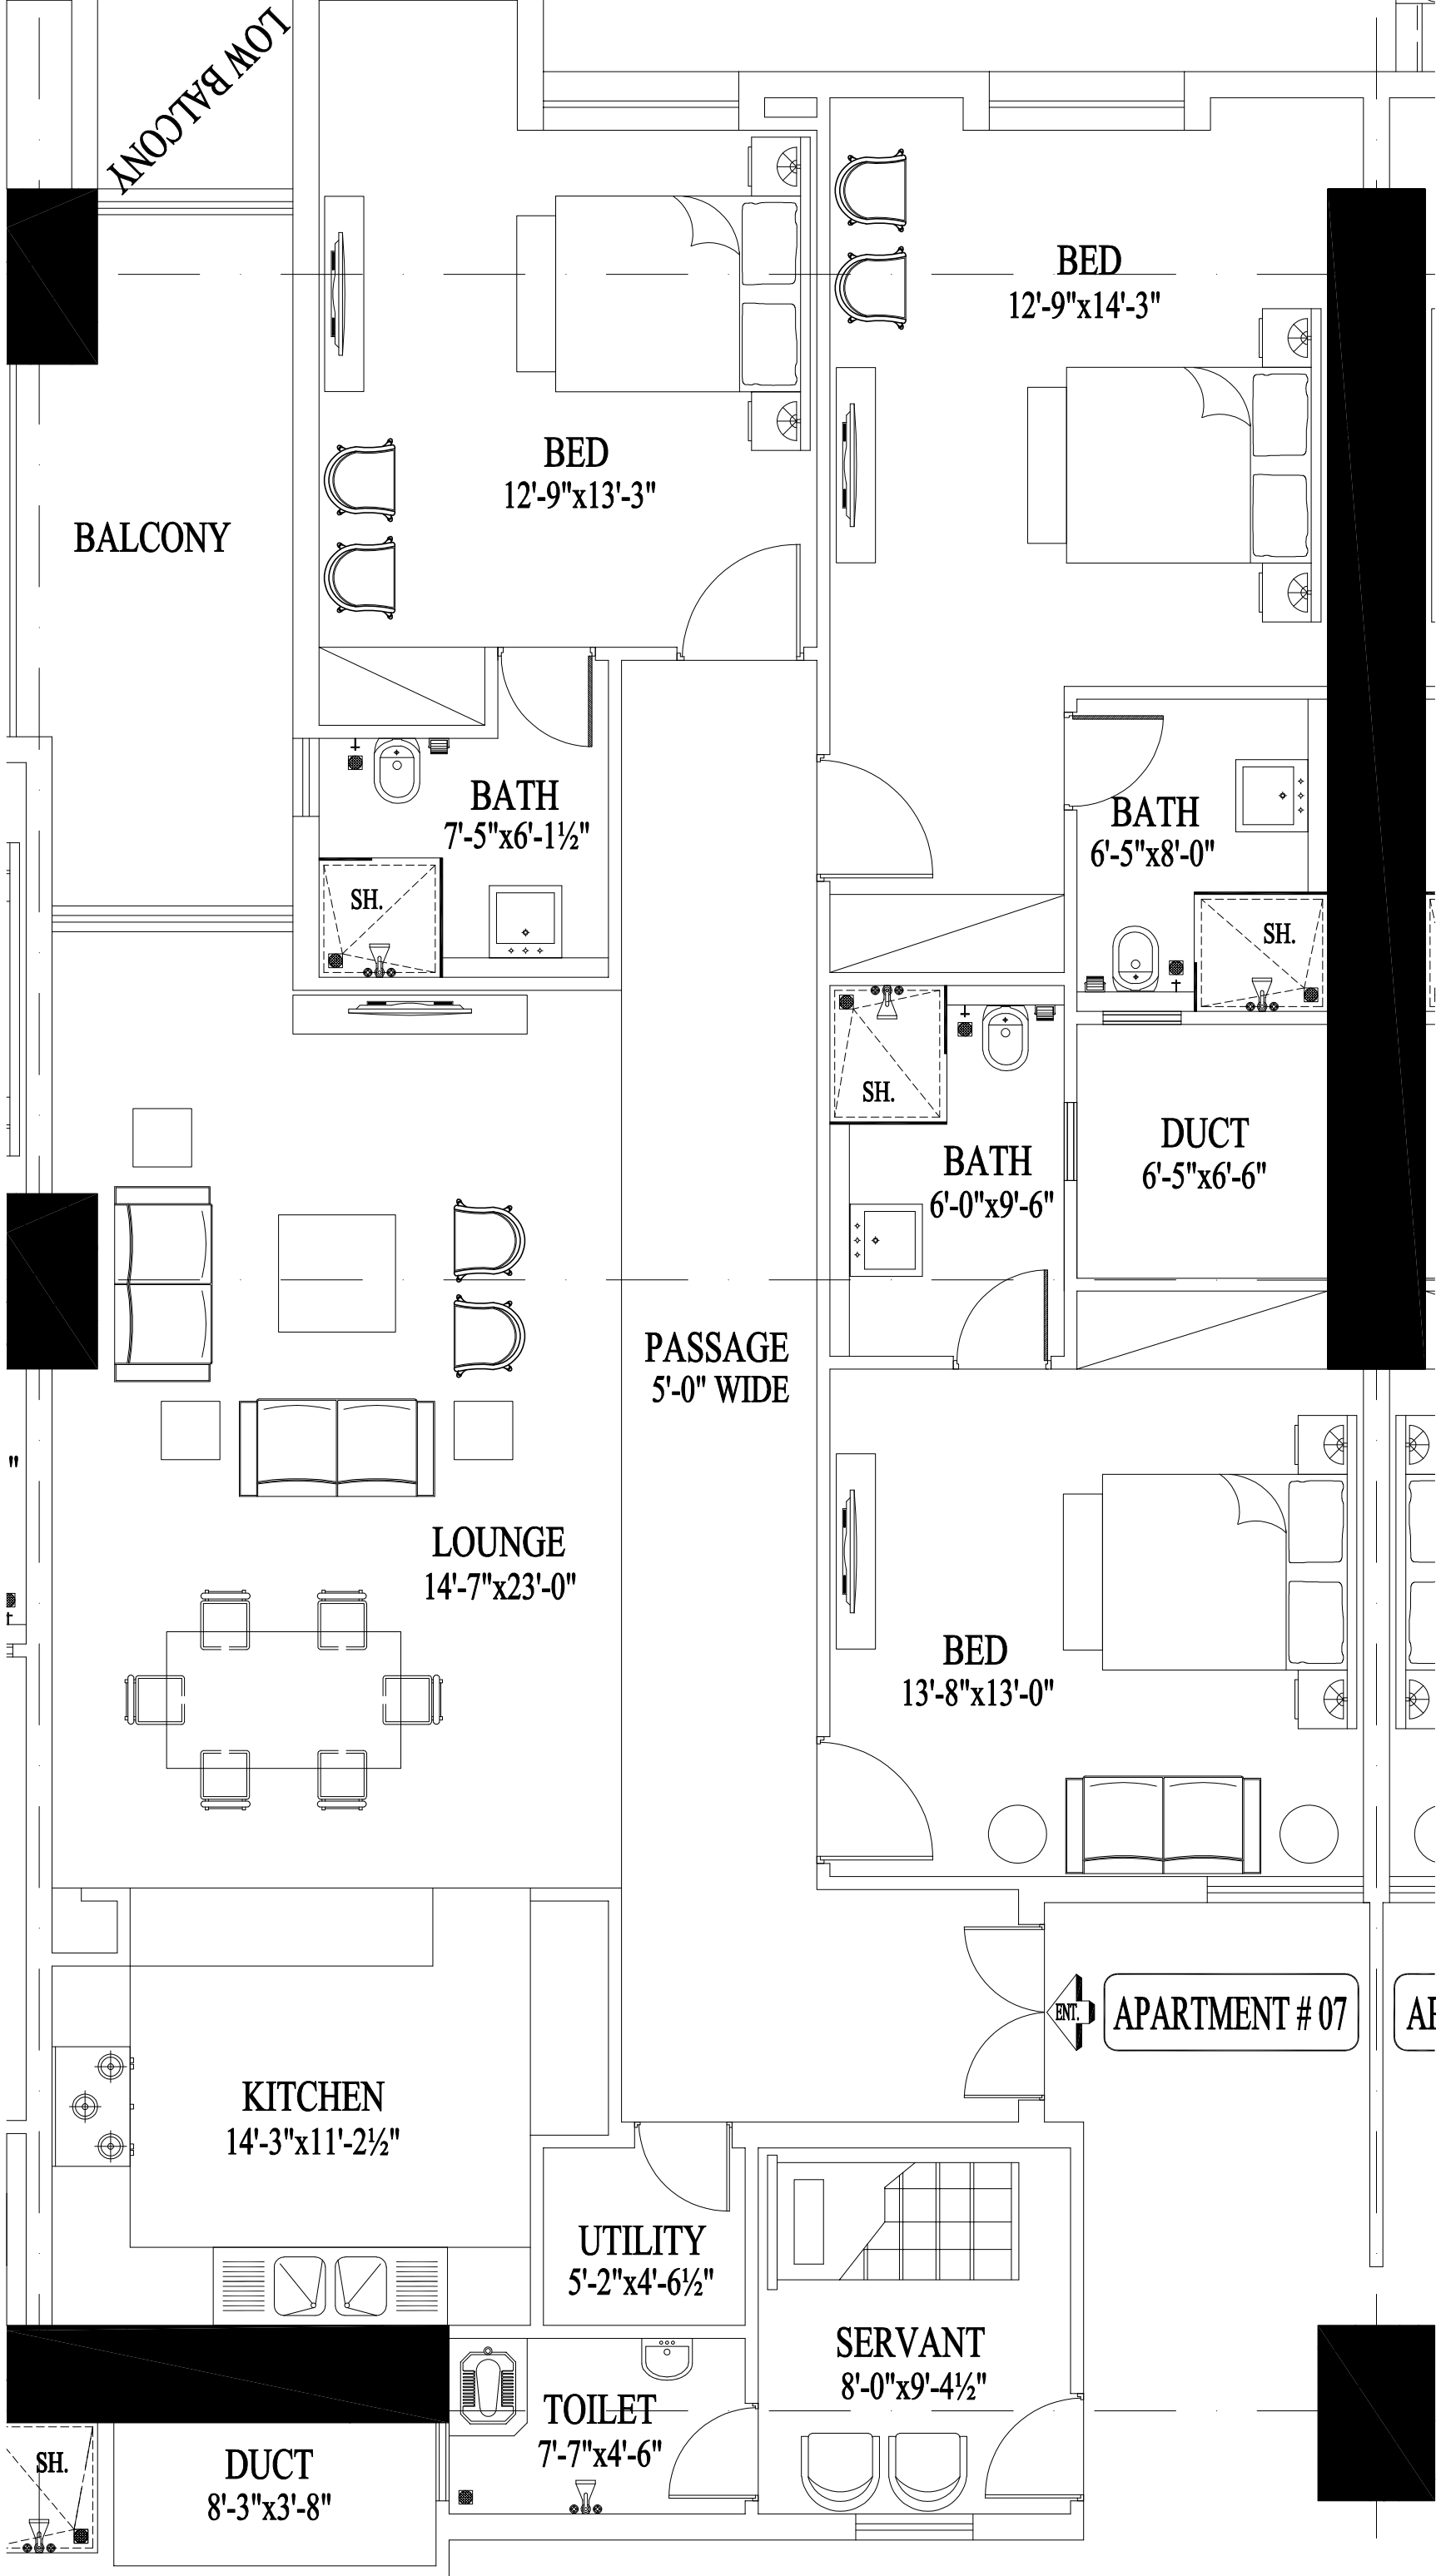 LOW BALCONY
BED
12'-9"x14'-3"
BED
12'-9"x13'-3"
BALCONY
BATH
7'-5"x6'-1½"
BATH
6'-5"x8'-0"
SH.
SH.
SH.
DUCT
6'-5"x6'-6"
BATH
6'-0"x9'-6"
PASSAGE
5'-0" WIDE
"
LOUNGE
14'-7"x23'-0"
BED
13'-8"x13'-0"
ENT.
APARTMENT # 07
KITCHEN
14'-3"x11'-2½"
UTILITY
5'-2"x4'-6½"
SERVANT
8'-0"x9'-4½"
TOILET
7'-7"x4'-6"
SH.
DUCT
8'-3"x3'-8"